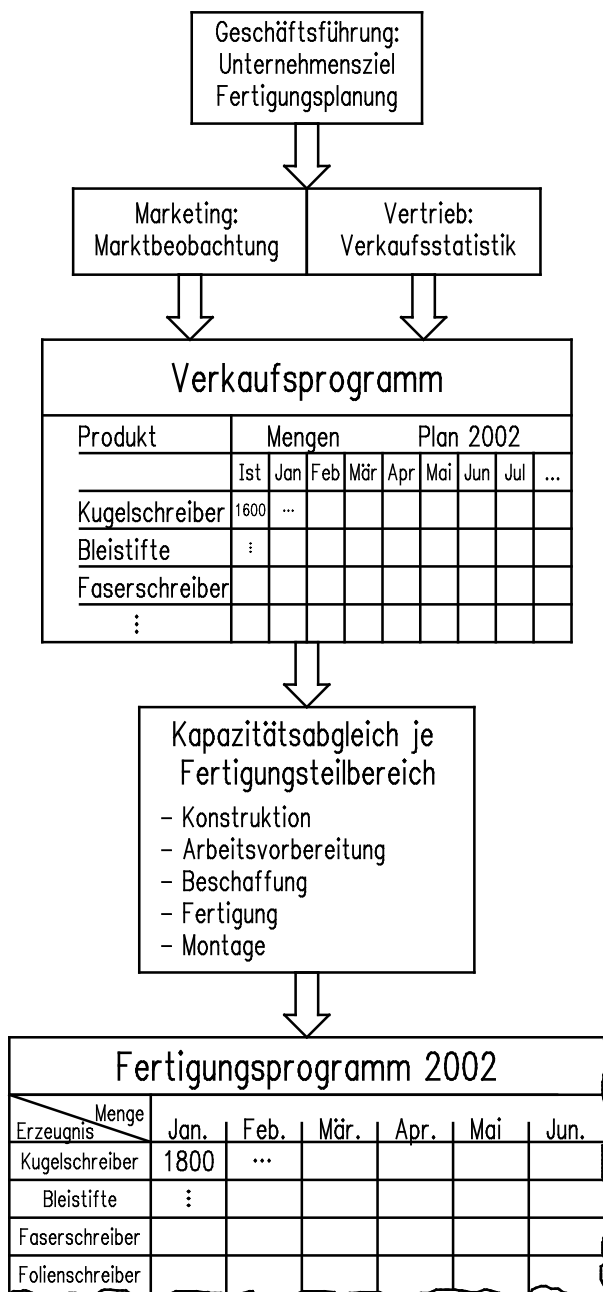 Geschäftsführung:
Unternehmensziel
Fertigungsplanung
Marketing:
Marktbeobachtung
Vertrieb:
Verkaufsstatistik
Verkaufsprogramm
Produkt Mengen Plan 2002
Ist Jan Feb Mär Apr Mai Jun Jul ...
Kugelschreiber 1600 ...
Bleistifte ⋮
Faserschreiber
⋮
Kapazitätsabgleich je
Fertigungsteilbereich
- Konstruktion
- Arbeitsvorbereitung
- Beschaffung
- Fertigung
- Montage
Fertigungsprogramm 2002
Menge
Erzeugnis Jan. Feb. Mär. Apr. Mai Jun.
Kugelschreiber 1800 ...
Bleistifte ⋮
Faserschreiber
Folienschreiber